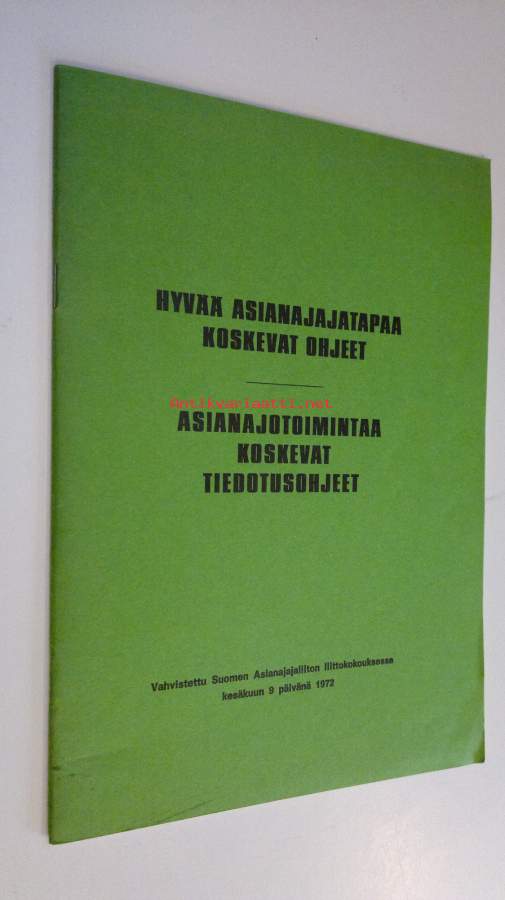 HYVÄÄ ASIANAJAJATAPAA
KOSKEVAT OHJEET
Antikvariaatti.net
ASIANAJOTOIMINTAA
KOSKEVAT
TIEDOTUSOHJEET
Vahvistettu Suomen Asianajajaliiton liittokokouksessa
kesäkuun 9 päivänä 1972